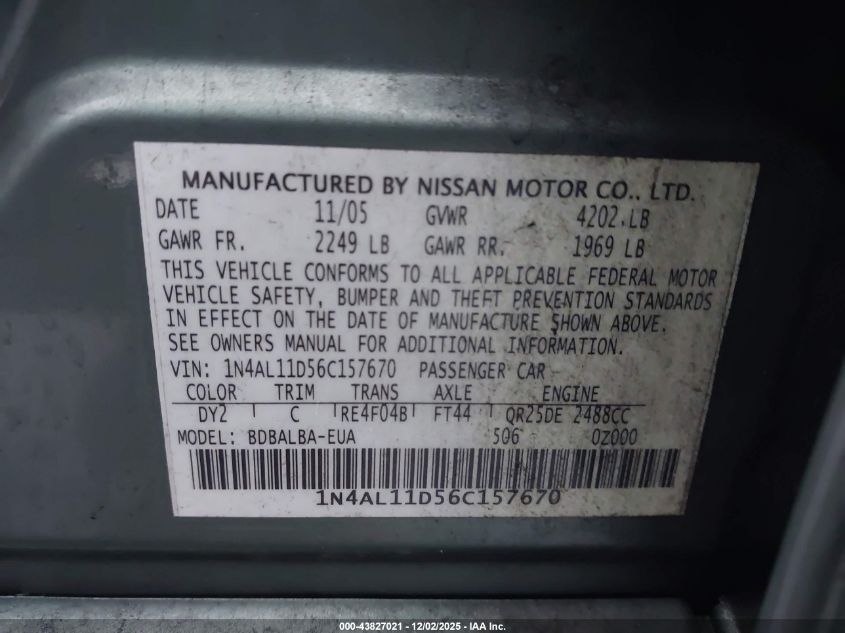 MANUFACTURED BY NISSAN MOTOR CO., LTD.
DATE 11/05 GVWR 4202 LB
GAWR FR. 2249 LB GAWR RR. 1969 LB
THIS VEHICLE CONFORMS TO ALL APPLICABLE FEDERAL MOTOR
VEHICLE SAFETY, BUMPER AND THEFT PREVENTION STANDARDS
IN EFFECT ON THE DATE OF MANUFACTURE SHOWN ABOVE.
SEE OWNERS MANUAL FOR ADDITIONAL INFORMATION.
VIN: 1N4AL11D56C157670 PASSENGER CAR
COLOR TRIM TRANS AXLE ENGINE
DY2 C RE4F04B FT44 QR25DE 2488CC
MODEL: BDBALBA-EUA 506 0Z000
1N4AL11D56C157670
000-43827021 - 12/02/2025 - IAA Inc.